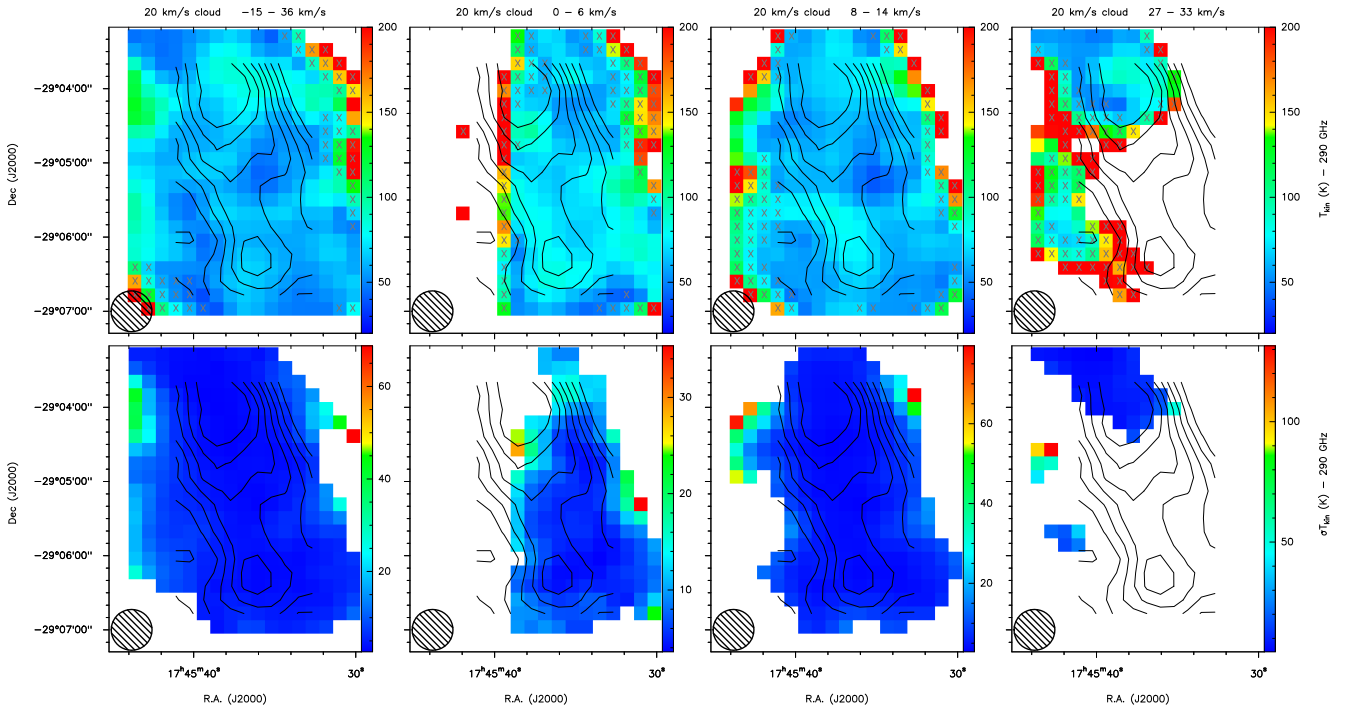 20 km/s cloud −15 − 36 km/s
20 km/s cloud 0 − 6 km/s
20 km/s cloud 8 − 14 km/s
20 km/s cloud 27 − 33 km/s
200
150
100
50
200
150
100
50
200
150
100
50
200
150
100
50
−29°04'00"
−29°05'00"
−29°06'00"
−29°07'00"
Dec (J2000)
T_kin (K) − 290 GHz
60
40
20
30
20
10
60
40
20
100
50
−29°04'00"
−29°05'00"
−29°06'00"
−29°07'00"
Dec (J2000)
σT_kin (K) − 290 GHz
17ʰ45ᵐ40ˢ 30ˢ
17ʰ45ᵐ40ˢ 30ˢ
17ʰ45ᵐ40ˢ 30ˢ
17ʰ45ᵐ40ˢ 30ˢ
R.A. (J2000)
R.A. (J2000)
R.A. (J2000)
R.A. (J2000)